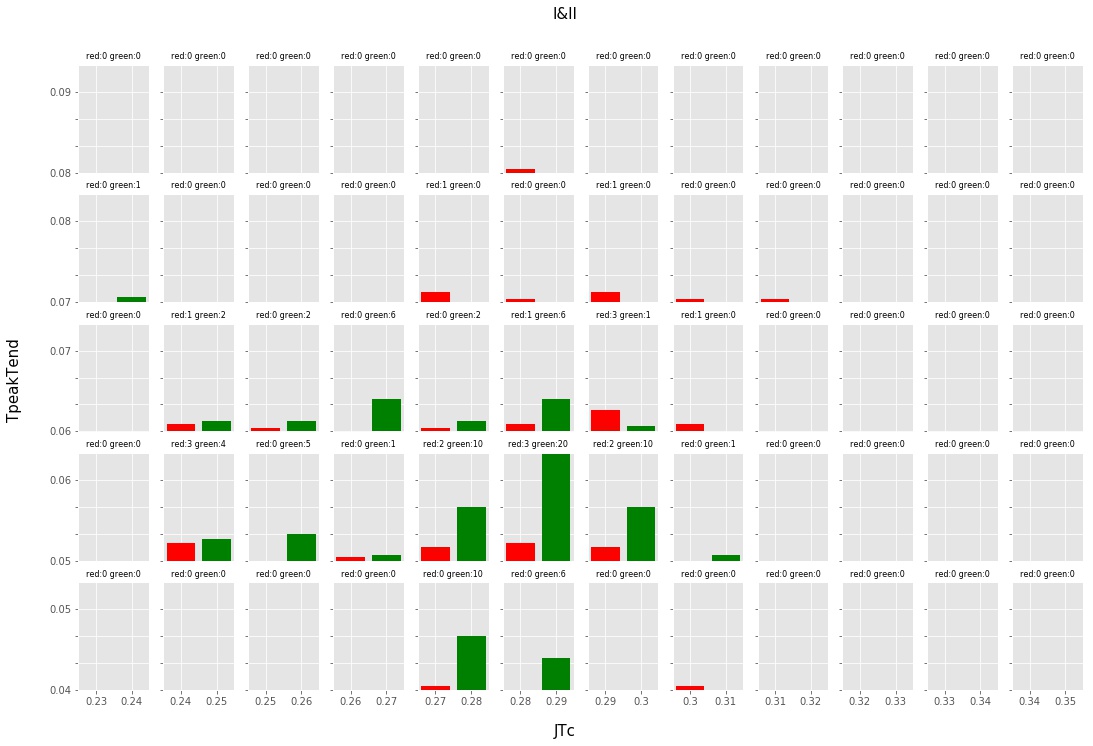 I&II
red:0 green:0 red:0 green:0 red:0 green:0 red:0 green:0 red:0 green:0 red:0 green:0 red:0 green:0 red:0 green:0 red:0 green:0 red:0 green:0 red:0 green:0 red:0 green:0
0.09
0.08
red:0 green:1 red:0 green:0 red:0 green:0 red:0 green:0 red:1 green:0 red:0 green:0 red:1 green:0 red:0 green:0 red:0 green:0 red:0 green:0 red:0 green:0 red:0 green:0
0.08
0.07
red:0 green:0 red:1 green:2 red:0 green:2 red:0 green:6 red:0 green:2 red:1 green:6 red:3 green:1 red:1 green:0 red:0 green:0 red:0 green:0 red:0 green:0 red:0 green:0
0.07
TpeakTend
0.06
red:0 green:0 red:3 green:4 red:0 green:5 red:0 green:1 red:2 green:10 red:3 green:20 red:2 green:10 red:0 green:1 red:0 green:0 red:0 green:0 red:0 green:0 red:0 green:0
0.06
0.05
red:0 green:0 red:0 green:0 red:0 green:0 red:0 green:0 red:0 green:10 red:0 green:6 red:0 green:0 red:0 green:0 red:0 green:0 red:0 green:0 red:0 green:0 red:0 green:0
0.05
0.04
0.23 0.24 0.24 0.25 0.25 0.26 0.26 0.27 0.27 0.28 0.28 0.29 0.29 0.3 0.3 0.31 0.31 0.32 0.32 0.33 0.33 0.34 0.34 0.35
JTc